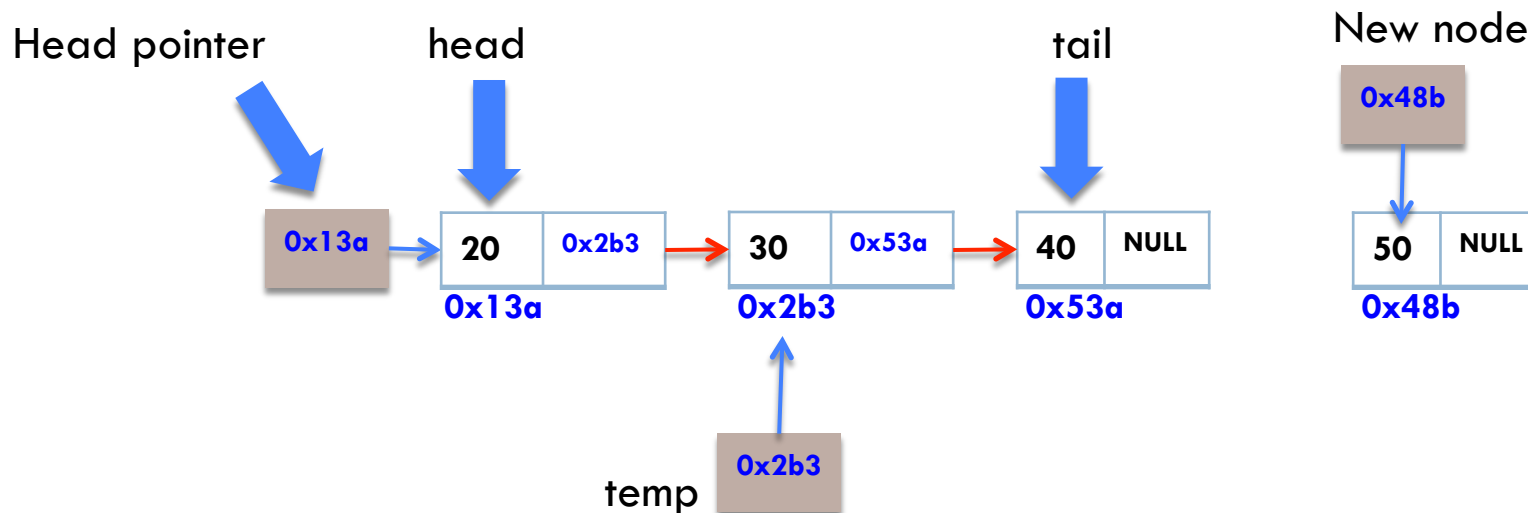 Head pointer
head
tail
New node
0x48b
0x13a
20
0x2b3
30
0x53a
40
NULL
50
NULL
0x13a
0x2b3
0x53a
0x48b
0x2b3
temp